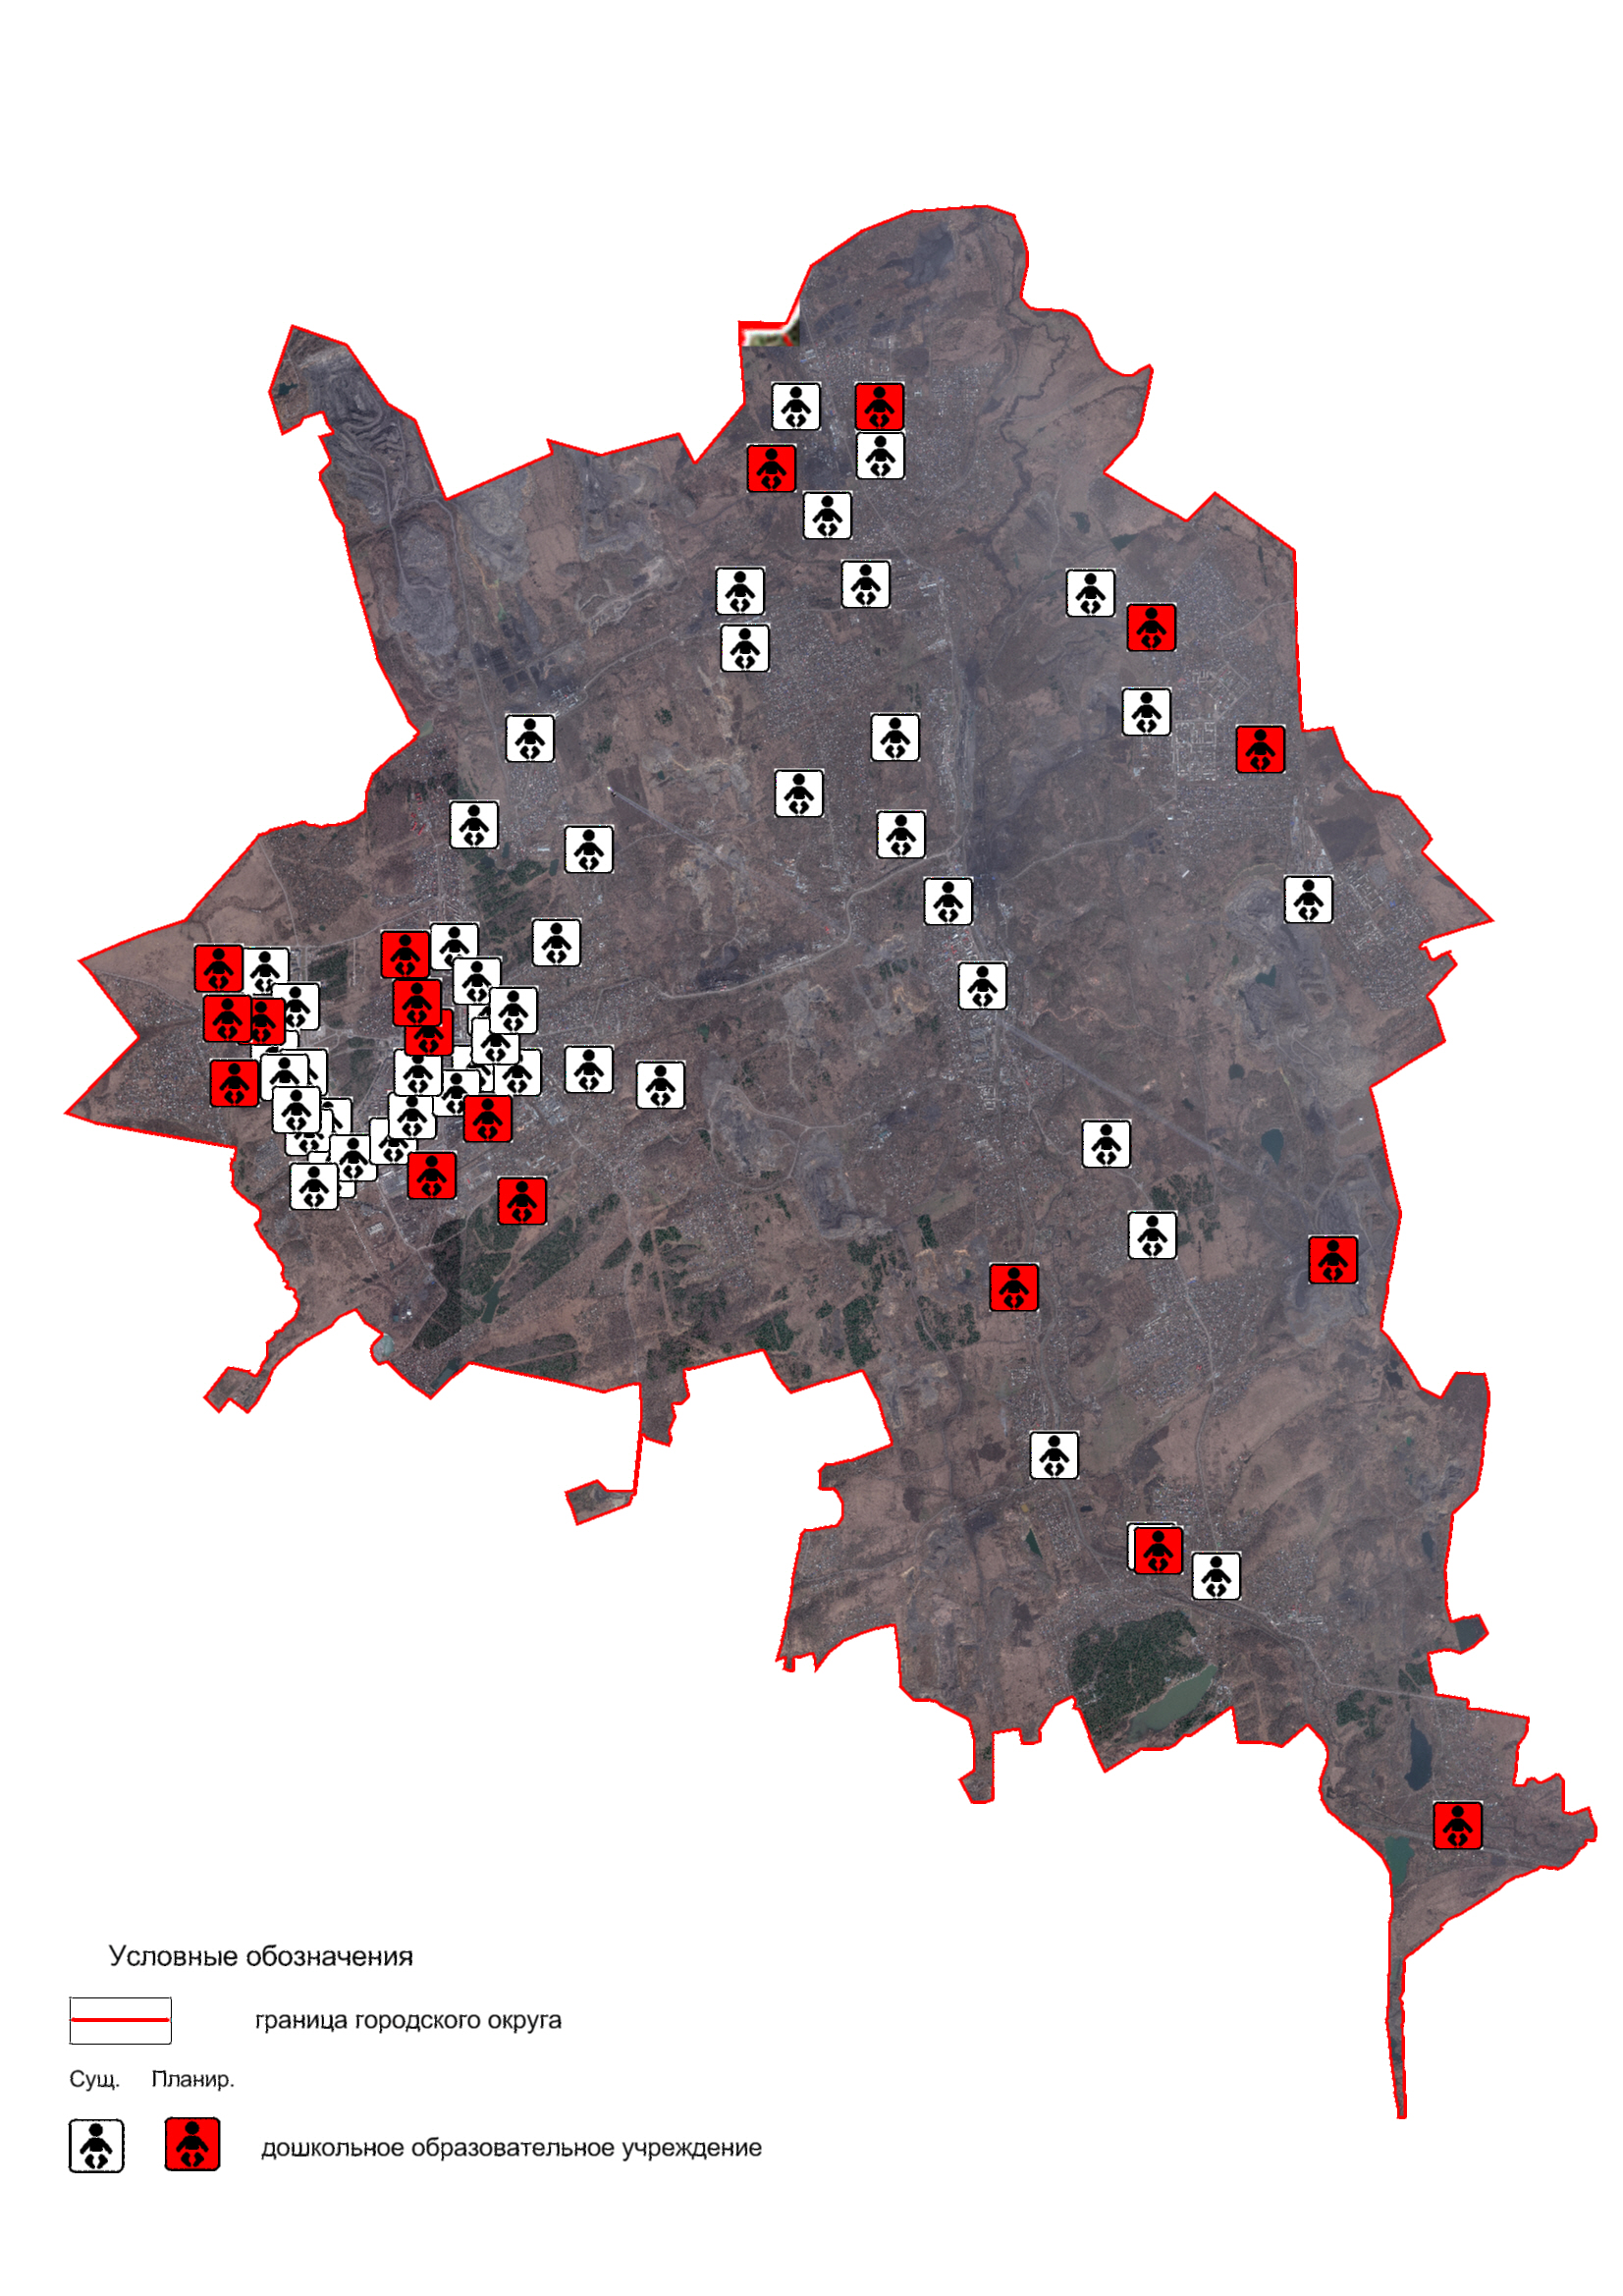 Условные обозначения
граница городского округа
Сущ. Планир.
дошкольное образовательное учреждение